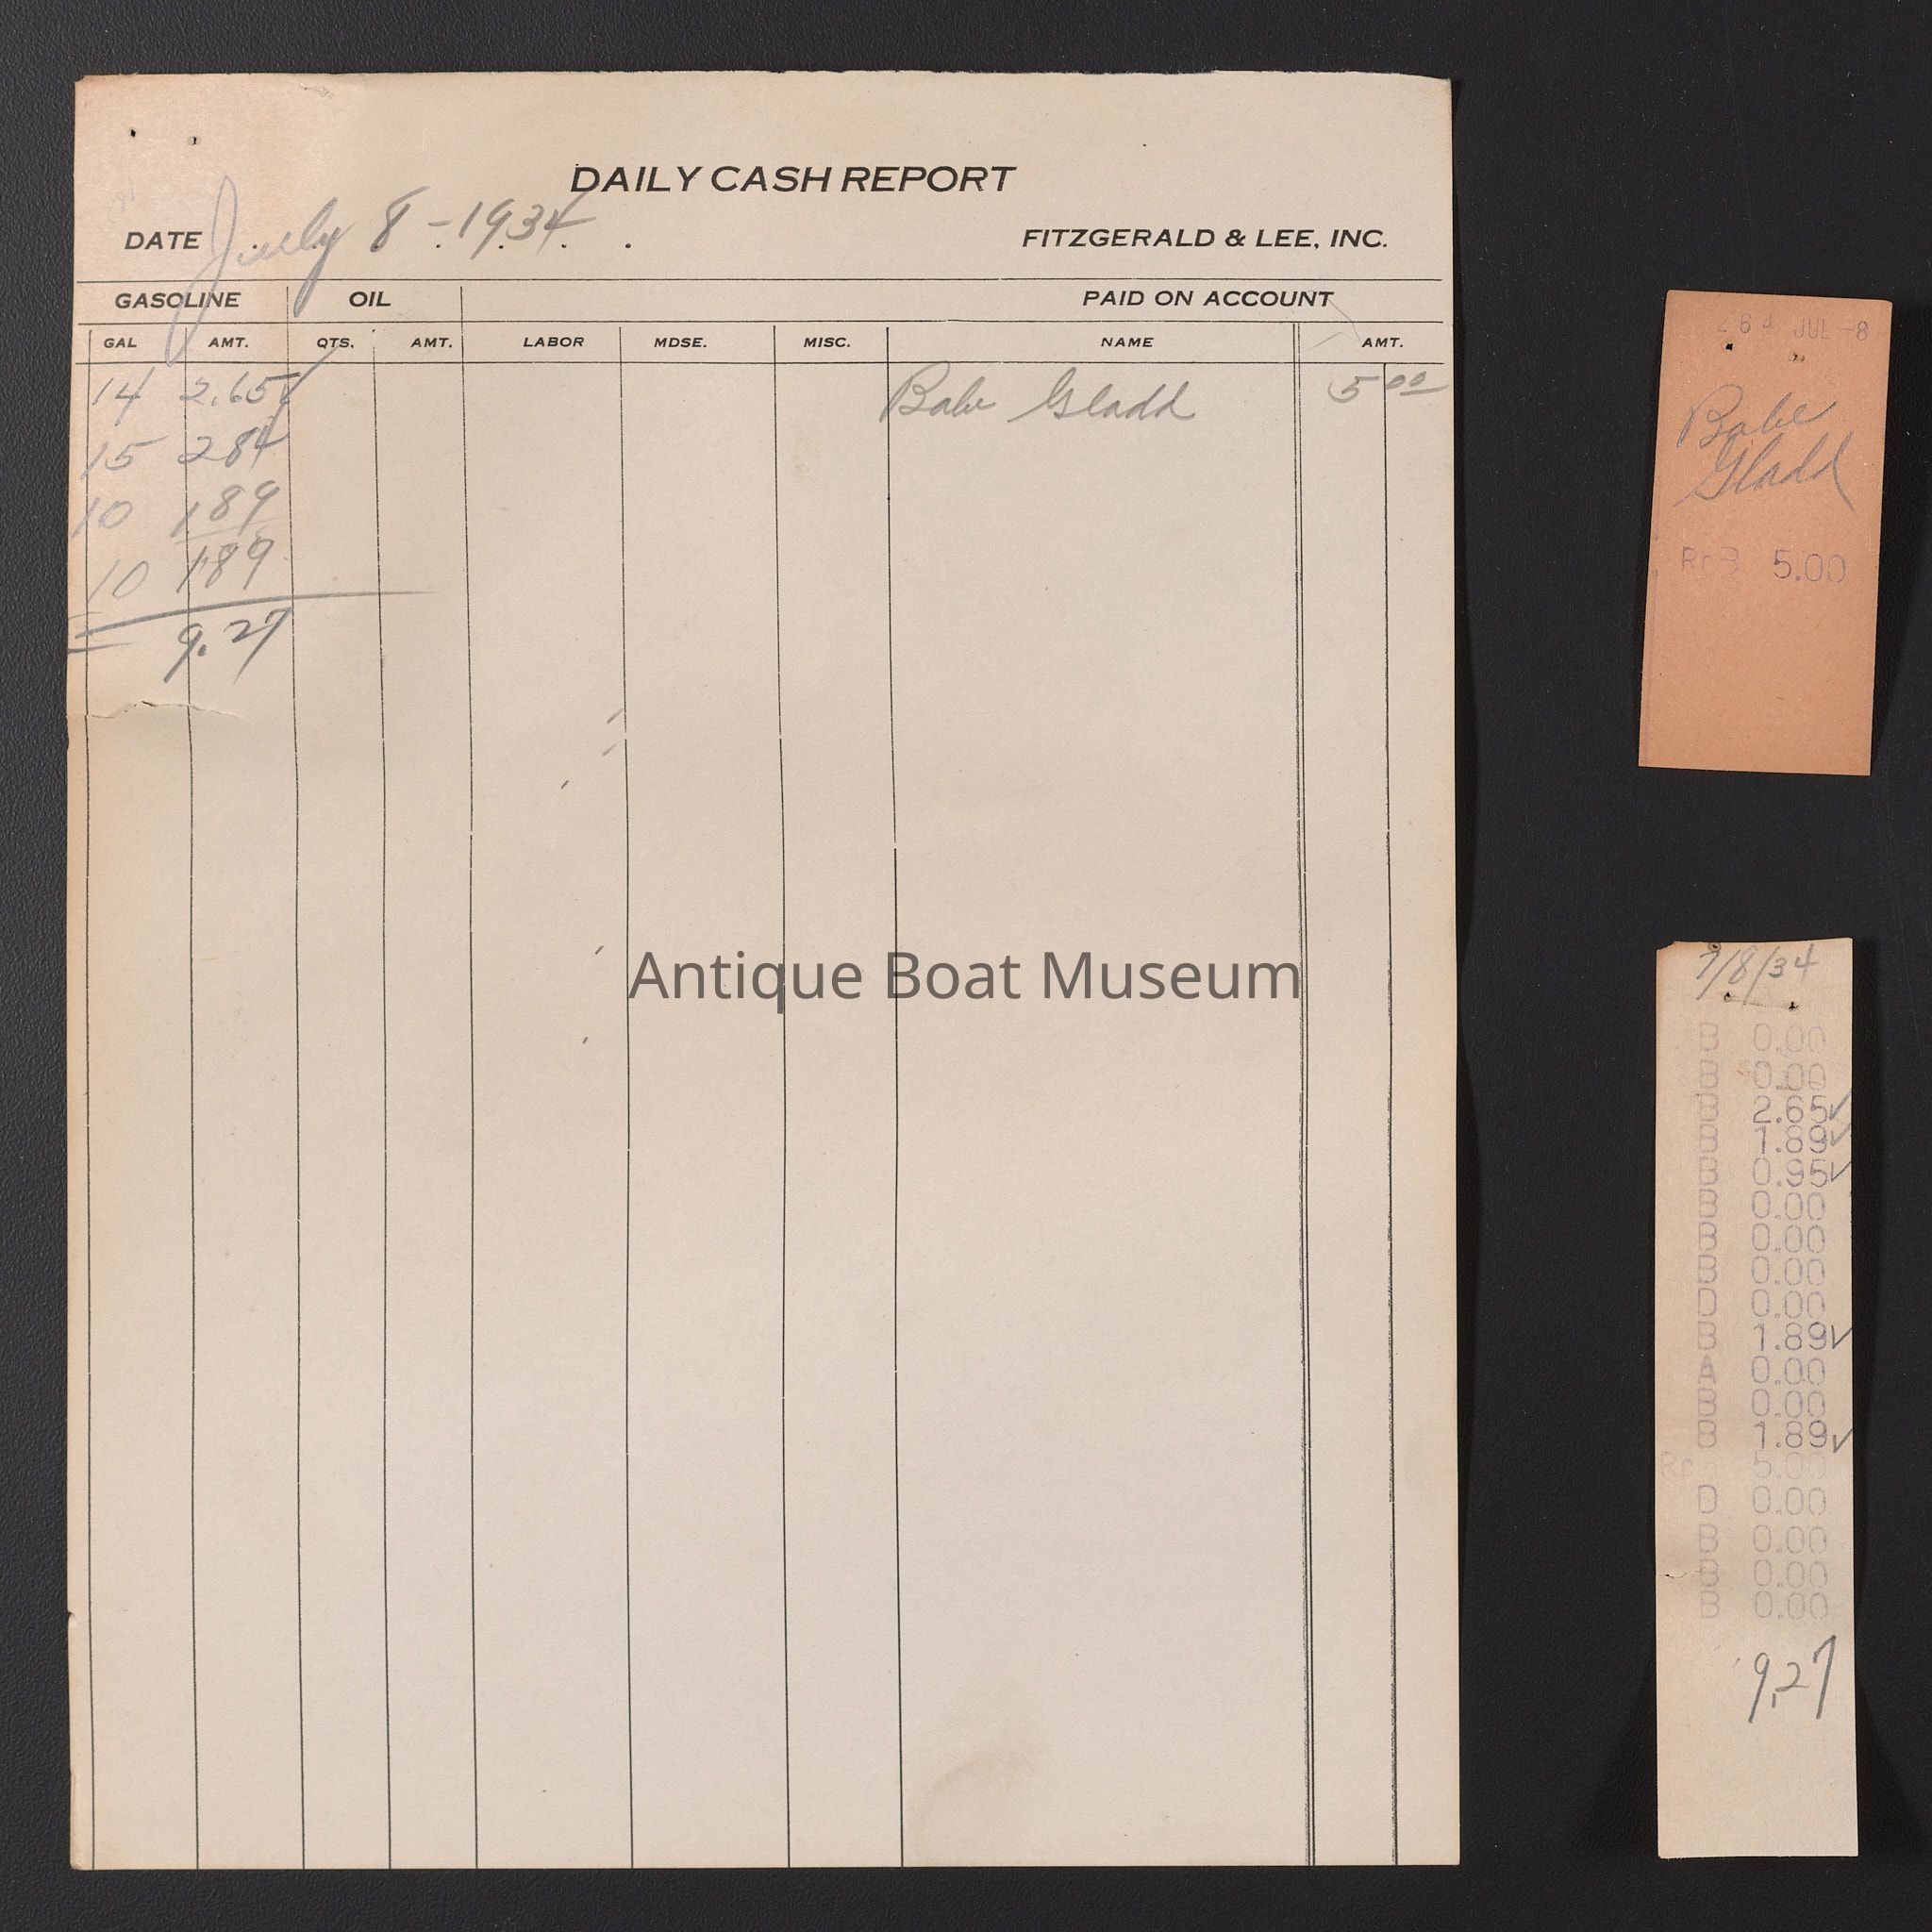 DAILY CASH REPORT
DATE July 8 - 1934
FITZGERALD & LEE, INC.
GASOLINE OIL PAID ON ACCOUNT
GAL AMT. QTS. AMT. LABOR MDSE. MISC. NAME AMT.
14 2.65 Babe Gladd 5 00
15 284
10 189
10 189
9.27
Antique Boat Museum
264 JUL -8
Babe
Gladd
5.00
7/8/34
B 0.00
B 0.00
B 2.65✓
B 1.89✓
B 0.95✓
B 0.00
B 0.00
B 0.00
D 0.00
B 1.89✓
A 0.00
B 0.00
B 1.89✓
5.00
D 0.00
B 0.00
B 0.00
B 0.00
9.27